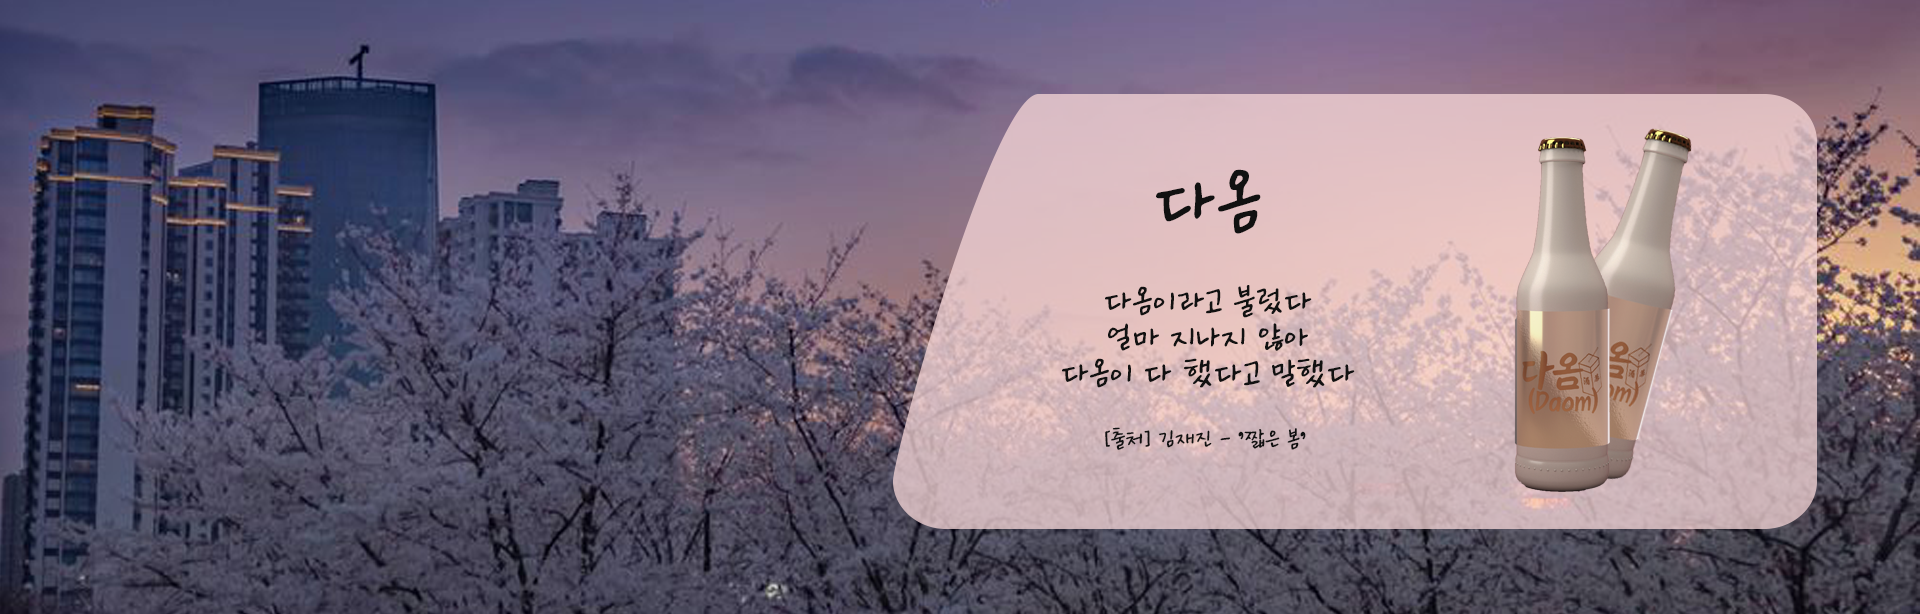 다옴
다옴이라고 불렀다
얼마 지나지 않아
다옴이 다 했다고 말했다
[출처] 김재진 - '짧은 봄'
다옴
(Daom)
옴
om)